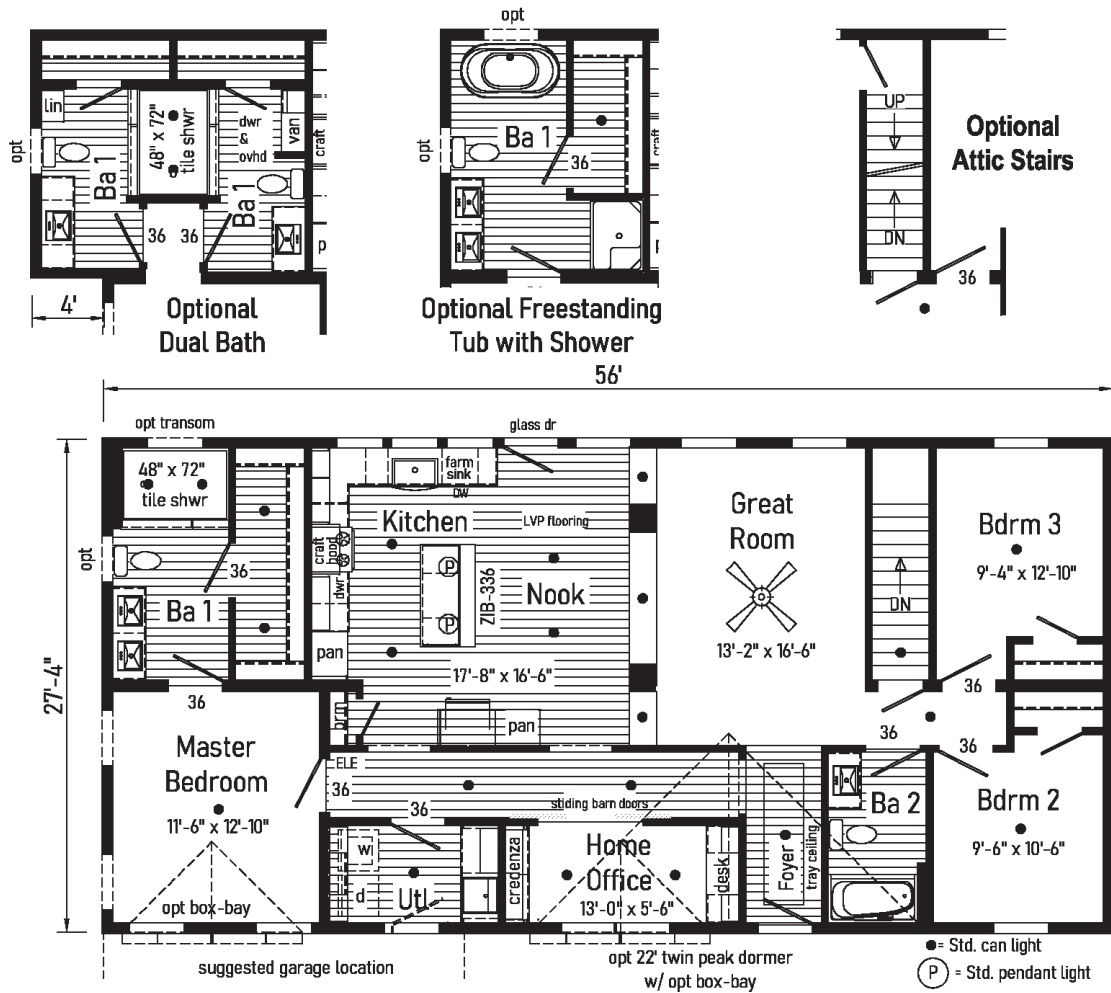 opt
lin
48" x 72"
tile shwr
dwr
&
ovhd
van
craft
opt
Ba 1
Ba 1
36
36
p
4'
Optional
Dual Bath
opt
opt
Ba 1
36
craft
p
Optional Freestanding
Tub with Shower
UP
DN
36
Optional
Attic Stairs
56'
27'-4"
opt transom
glass dr
48" x 72"
tile shwr
opt
36
Ba 1
36
craft
hood
dwr
pan
farm
sink
DW
Kitchen
LVP flooring
P
P
ZIB-336
Nook
17'-8" x 16'-6"
brm
pan
Great
Room
13'-2" x 16'-6"
DN
Bdrm 3
9'-4" x 12'-10"
36
36
36
Master
Bedroom
11'-6" x 12'-10"
opt box-bay
ELE
36
36
sliding barn doors
w
d
Utl
credenza
Home
Office
13'-0" x 5'-6"
desk
Foyer
tray ceiling
Ba 2
Bdrm 2
9'-6" x 10'-6"
suggested garage location
opt 22' twin peak dormer
w/ opt box-bay
= Std. can light
P = Std. pendant light